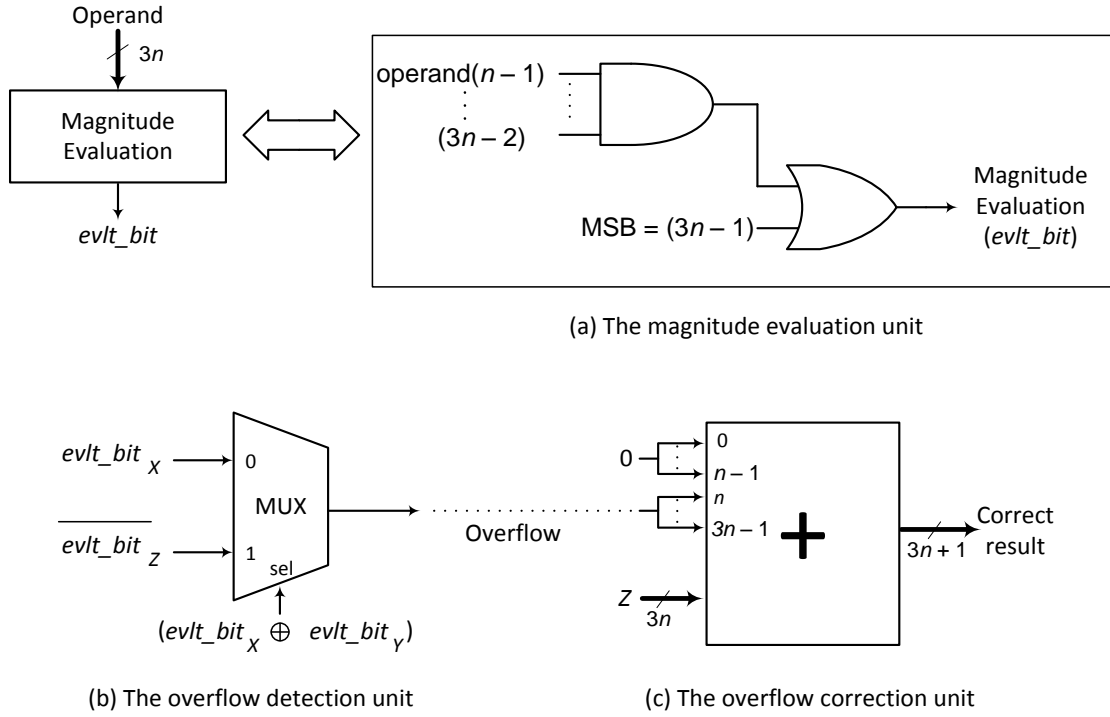 Operand
3n
Magnitude
Evaluation
evlt_bit
operand(n – 1)
(3n – 2)
MSB = (3n – 1)
Magnitude
Evaluation
(evlt_bit)
(a) The magnitude evaluation unit
evlt_bit X
0
MUX
evlt_bit Z
1
sel
(evlt_bit X ⊕ evlt_bit Y)
Overflow
0
0
n – 1
n
3n – 1
+
Z
3n
3n + 1
Correct
result
(b) The overflow detection unit
(c) The overflow correction unit